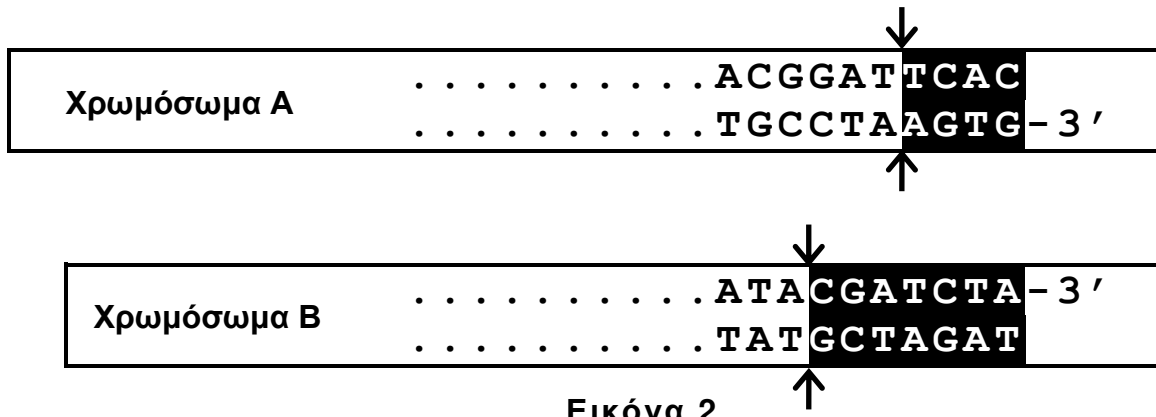 . . . . . . . . . .ACGGATTCAC
Χρωμόσωμα Α
. . . . . . . . . .TGCCTAAGTG-3′
. . . . . . . . . .ATACGATCTA-3′
Χρωμόσωμα Β
. . . . . . . . . .TATGCTAGAT
Εικόνα 2